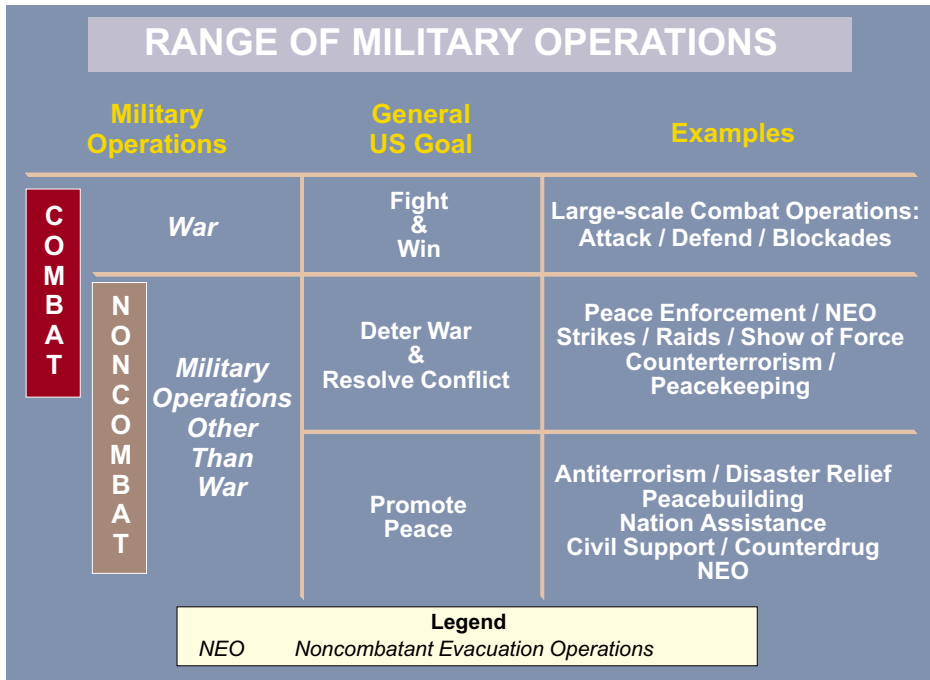 RANGE OF MILITARY OPERATIONS
Military
Operations
General
US Goal
Examples
COMBAT
NONCOMBAT
War
Fight
&
Win
Large-scale Combat Operations:
Attack / Defend / Blockades
Military
Operations
Other
Than
War
Deter War
&
Resolve Conflict
Peace Enforcement / NEO
Strikes / Raids / Show of Force
Counterterrorism /
Peacekeeping
Promote
Peace
Antiterrorism / Disaster Relief
Peacebuilding
Nation Assistance
Civil Support / Counterdrug
NEO
Legend
NEO Noncombatant Evacuation Operations